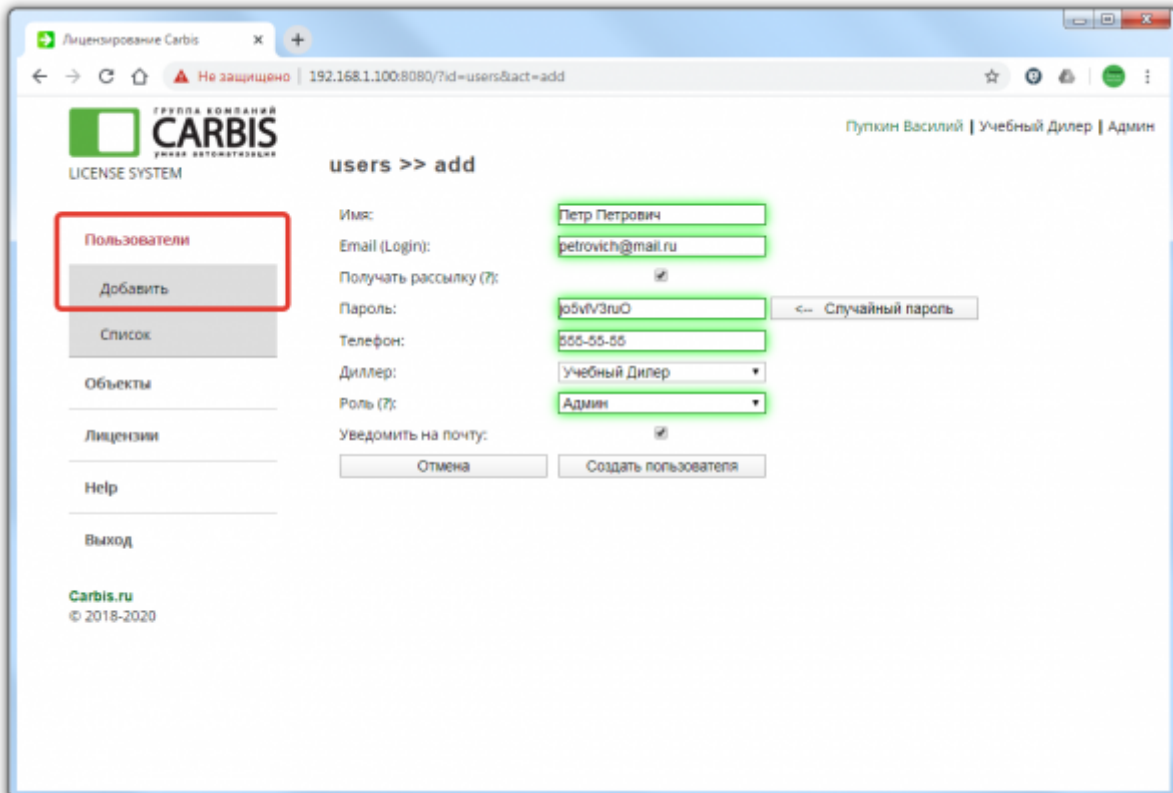 Лицензирование Carbis
Не защищено | 192.168.1.100:8080/?id=users&act=add
ГРУППА КОМПАНИЙ
CARBIS
умная автоматизация
LICENSE SYSTEM
Пупкин Василий | Учебный Дилер | Админ
users >> add
Пользователи
Добавить
Список
Объекты
Лицензии
Help
Выход
Carbis.ru
© 2018-2020
Имя: Петр Петрович
Email (Login): petrovich@mail.ru
Получать рассылку (?):
Пароль: <-- Случайный пароль
Телефон: 555-55-55
Диллер: Учебный Дилер
Роль (?): Админ
Уведомить на почту:
Отмена Создать пользователя